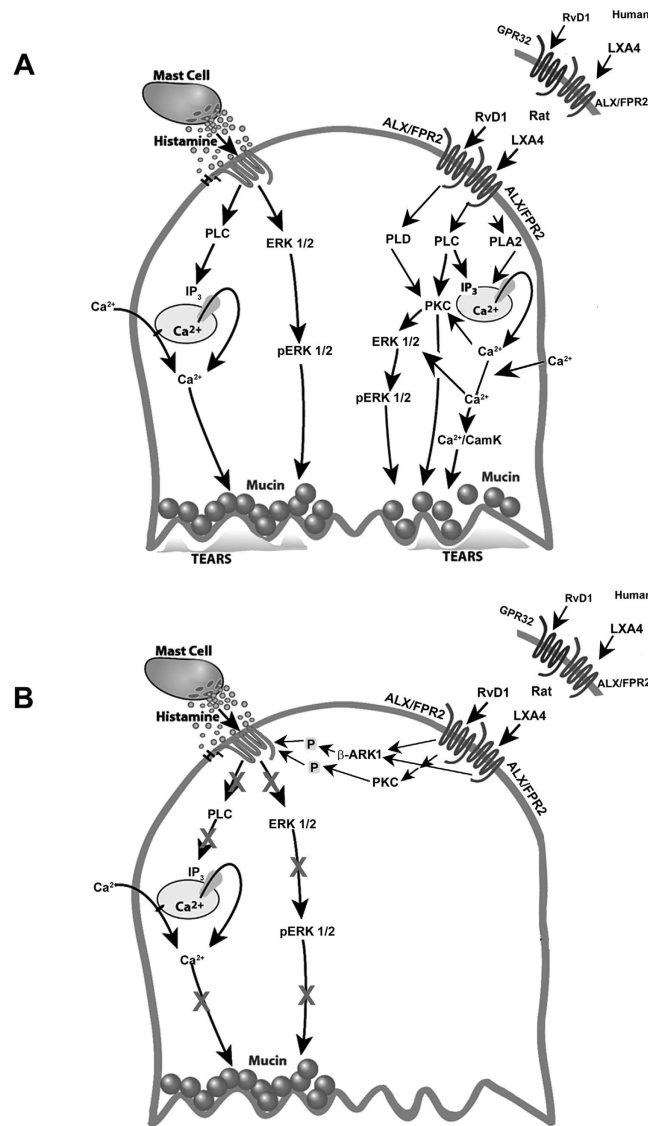 A
Mast Cell
Histamine
H1
RvD1
Human
GPR32
LXA4
ALX/FPR2
RvD1
Rat
ALX/FPR2
LXA4
ALX/FPR2
PLC
ERK 1/2
PLD
PLC
PLA2
IP3
Ca2+
Ca2+
IP3
Ca2+
PKC
ERK 1/2
Ca2+
Ca2+
pERK 1/2
Ca2+
pERK 1/2
Ca2+
Ca2+/CamK
Mucin
Mucin
TEARS
TEARS
B
Mast Cell
Histamine
RvD1
Human
GPR32
LXA4
ALX/FPR2
RvD1
Rat
ALX/FPR2
LXA4
ALX/FPR2
P
β-ARK1
P
PKC
X
X
PLC
ERK 1/2
X
X
IP3
Ca2
Ca2+
pERK 1/2
Ca2+
X
X
Mucin